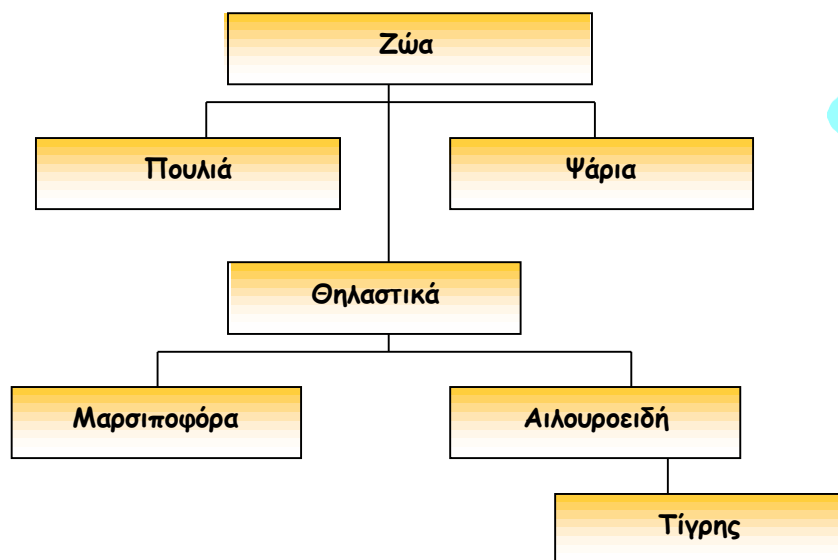 Ζώα
Πουλιά
Ψάρια
Θηλαστικά
Μαρσιποφόρα
Αιλουροειδή
Τίγρης